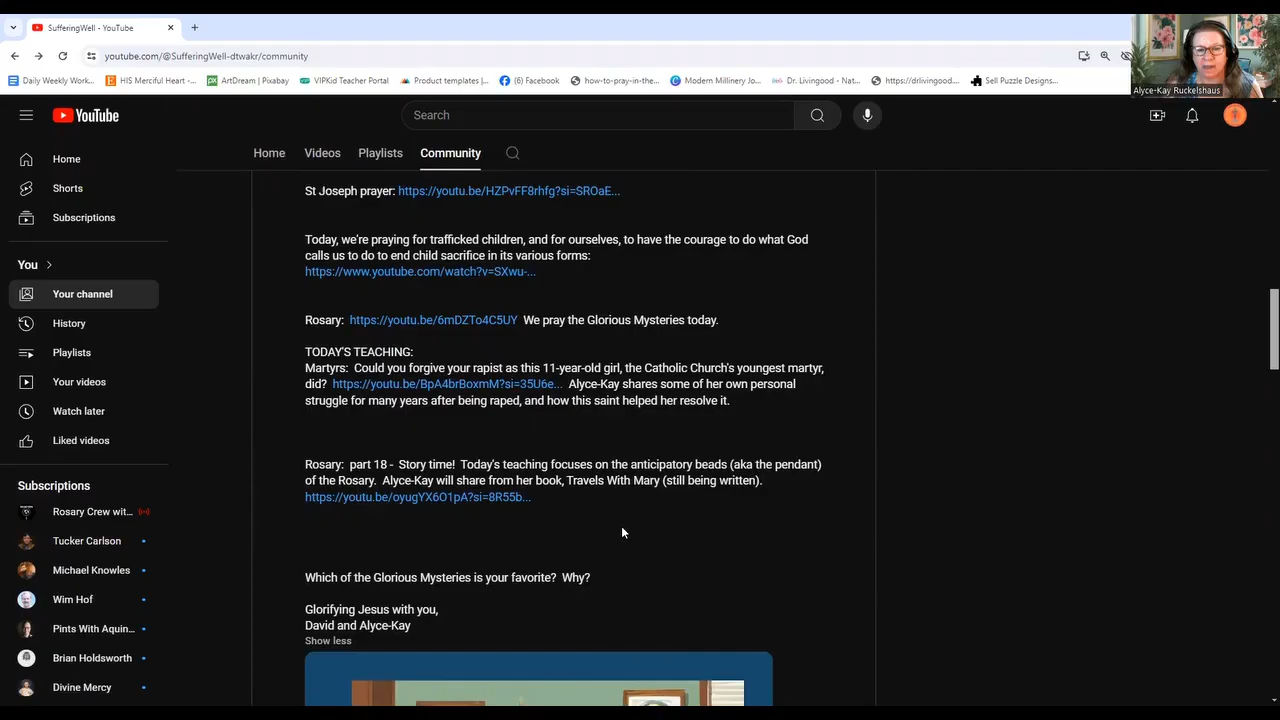 SufferingWell - YouTube
youtube.com/@SufferingWell-dtwakr/community
Daily Weekly Work...
HIS Merciful Heart -...
ArtDream | Pixabay
VIPKid Teacher Portal
Product templates |...
(6) Facebook
how-to-pray-in-the...
Modern Millinery Jo...
Dr. Livingood - Nat...
https://drlivingood....
Sell Puzzle Designs...
Alyce-Kay Ruckelshaus
YouTube
Search
Home
Videos
Playlists
Community
Home
Shorts
Subscriptions
You
Your channel
History
Playlists
Your videos
Watch later
Liked videos
Subscriptions
Rosary Crew wit...
Tucker Carlson
Michael Knowles
Wim Hof
Pints With Aquin...
Brian Holdsworth
Divine Mercy
St Joseph prayer: https://youtu.be/HZPvFF8rhfg?si=SROaE...
Today, we're praying for trafficked children, and for ourselves, to have the courage to do what God
calls us to do to end child sacrifice in its various forms:
https://www.youtube.com/watch?v=SXwu-...
Rosary: https://youtu.be/6mDZTo4C5UY We pray the Glorious Mysteries today.
TODAY'S TEACHING:
Martyrs: Could you forgive your rapist as this 11-year-old girl, the Catholic Church's youngest martyr,
did? https://youtu.be/BpA4brBoxmM?si=35U6e... Alyce-Kay shares some of her own personal
struggle for many years after being raped, and how this saint helped her resolve it.
Rosary: part 18 - Story time! Today's teaching focuses on the anticipatory beads (aka the pendant)
of the Rosary. Alyce-Kay will share from her book, Travels With Mary (still being written).
https://youtu.be/oyugYX6O1pA?si=8R55b...
Which of the Glorious Mysteries is your favorite? Why?
Glorifying Jesus with you,
David and Alyce-Kay
Show less